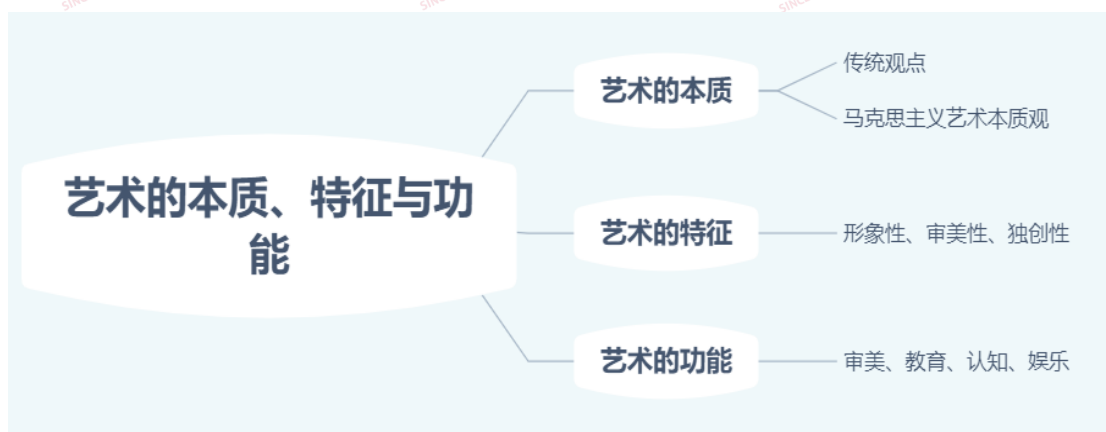 艺术的本质
传统观点
马克思主义艺术本质观
艺术的本质、特征与功
能
艺术的特征
形象性、审美性、独创性
艺术的功能
审美、教育、认知、娱乐